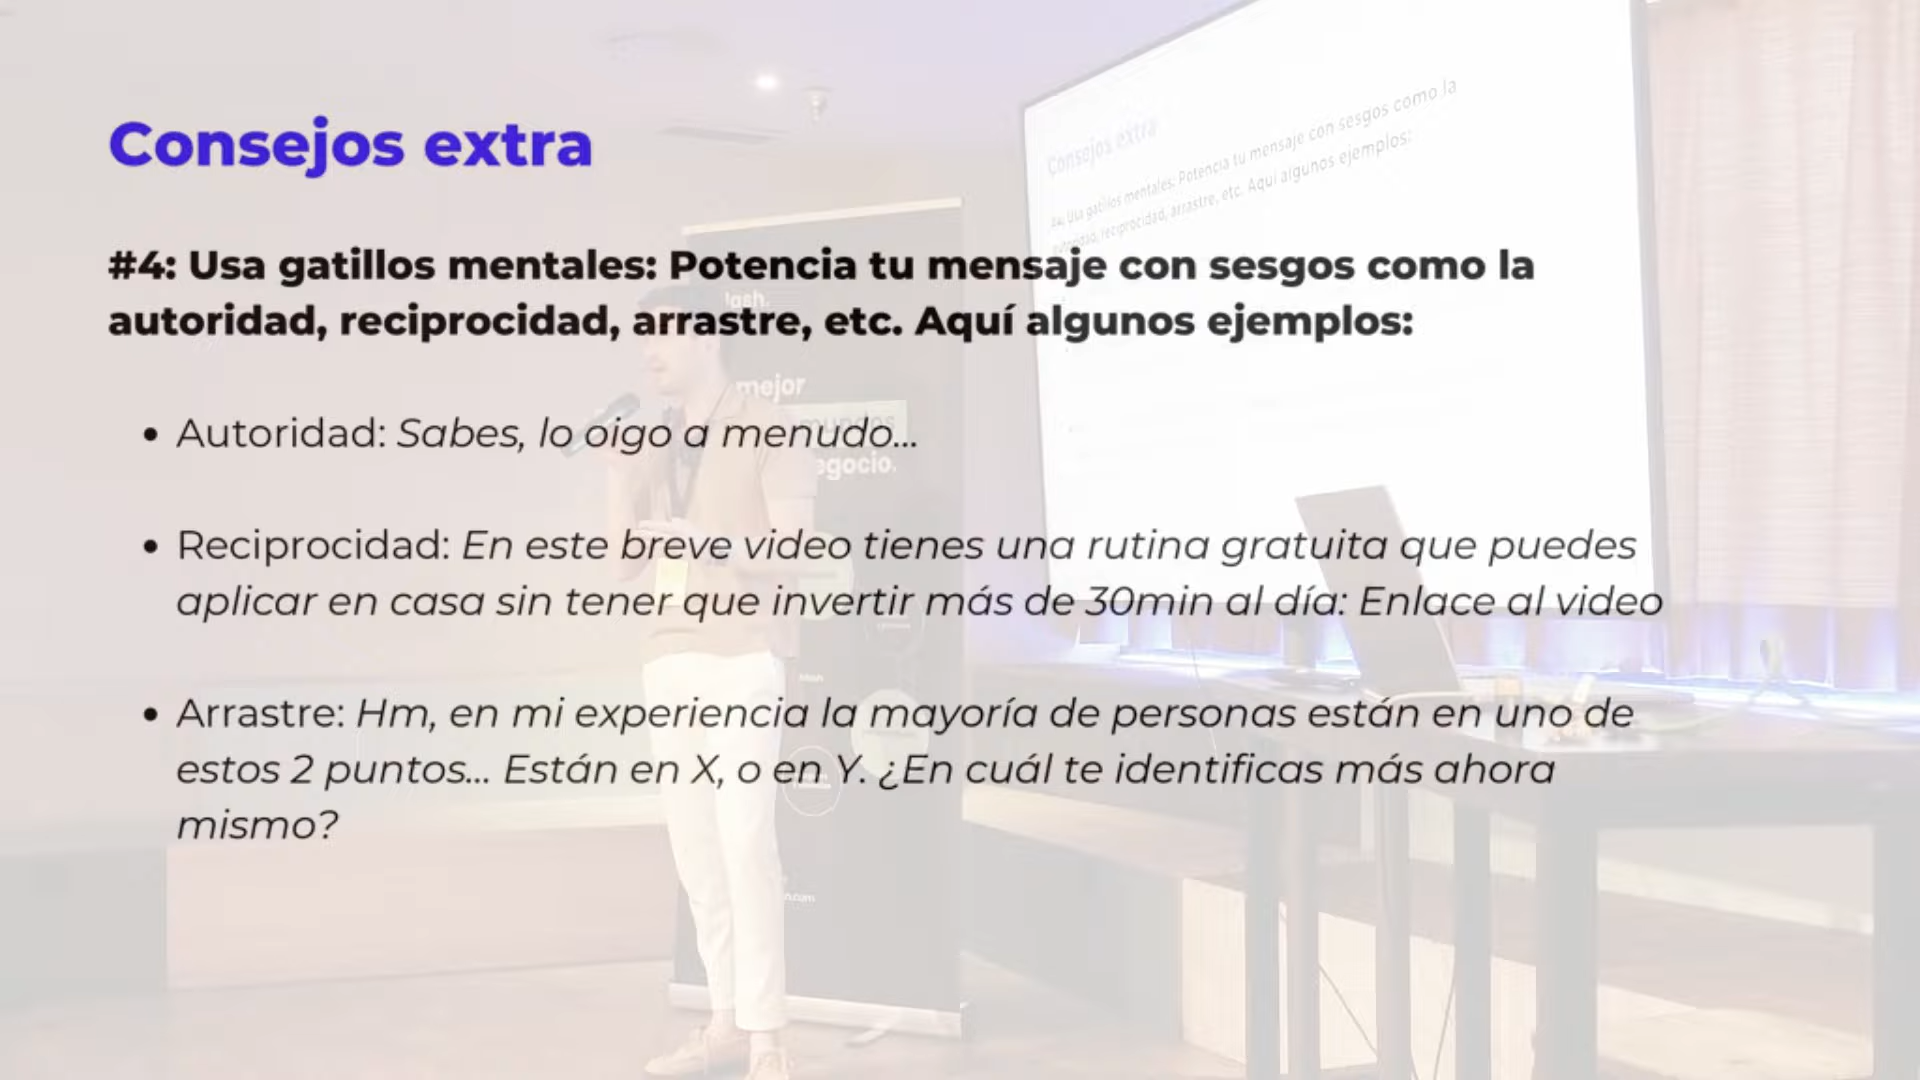 Consejos extra
#4: Usa gatillos mentales: Potencia tu mensaje con sesgos como la
autoridad, reciprocidad, arrastre, etc. Aquí algunos ejemplos:
• Autoridad: Sabes, lo oigo a menudo...
• Reciprocidad: En este breve video tienes una rutina gratuita que puedes
aplicar en casa sin tener que invertir más de 30min al día: Enlace al video
• Arrastre: Hm, en mi experiencia la mayoría de personas están en uno de
estos 2 puntos... Están en X, o en Y. ¿En cuál te identificas más ahora
mismo?
Consejos extra
#4: Usa gatillos mentales: Potencia tu mensaje con sesgos como la
autoridad, reciprocidad, arrastre, etc. Aquí algunos ejemplos:
mejor
mundos
egocio.